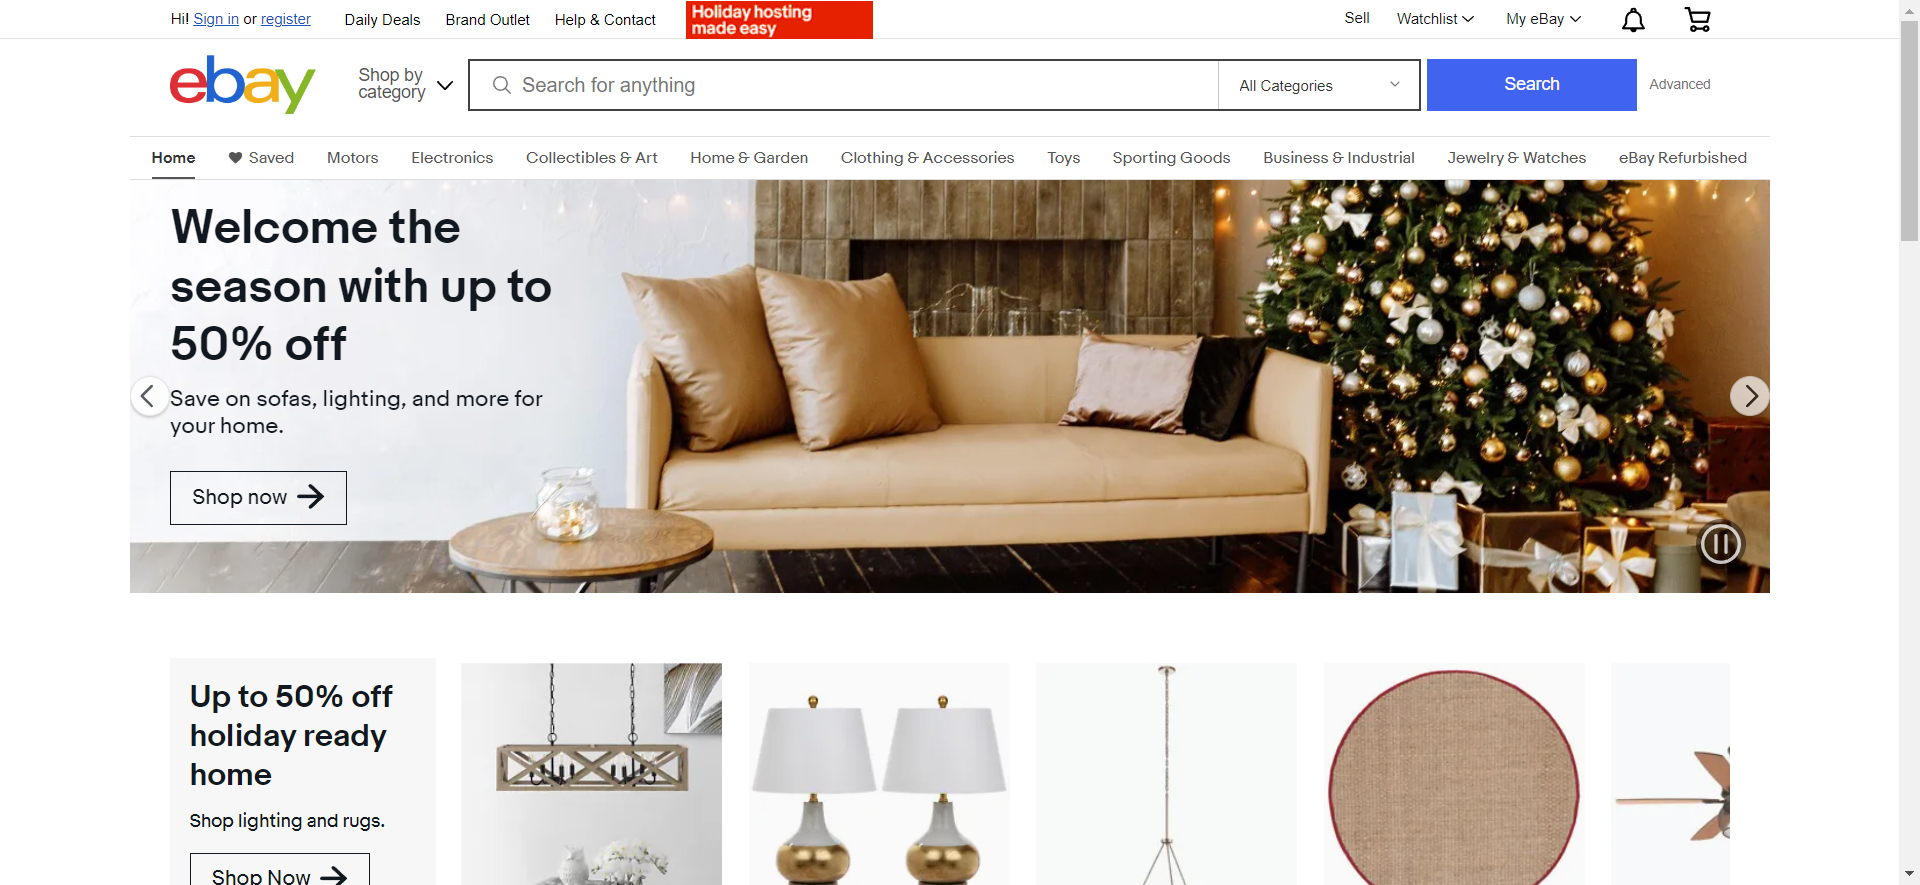 Hi! Sign in or register
Daily Deals
Brand Outlet
Help & Contact
Holiday hosting
made easy
Sell
Watchlist
My eBay
ebay
Shop by
category
Search for anything
All Categories
Search
Advanced
Home
Saved
Motors
Electronics
Collectibles & Art
Home & Garden
Clothing & Accessories
Toys
Sporting Goods
Business & Industrial
Jewelry & Watches
eBay Refurbished
Welcome the
season with up to
50% off
Save on sofas, lighting, and more for
your home.
Shop now
Up to 50% off
holiday ready
home
Shop lighting and rugs.
Shop Now